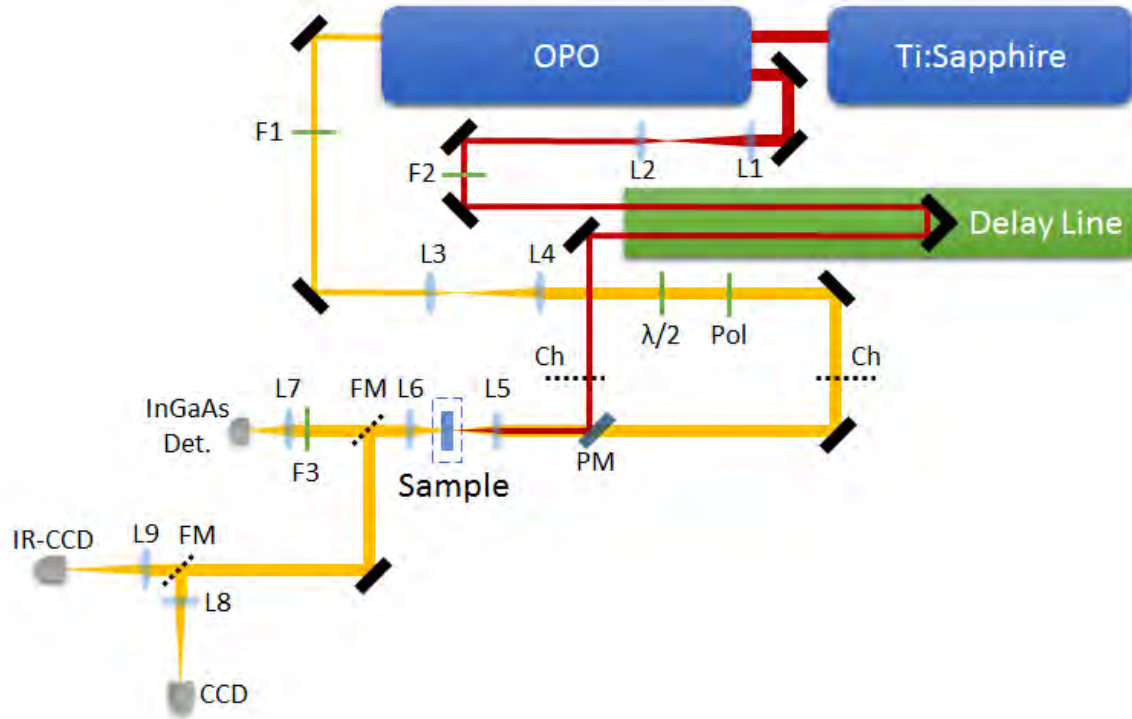 OPO
Ti:Sapphire
F1
L2
L1
F2
Delay Line
L3
L4
λ/2
Pol
Ch
Ch
L7
FM
L6
L5
InGaAs
Det.
F3
PM
Sample
IR-CCD
L9
FM
L8
CCD